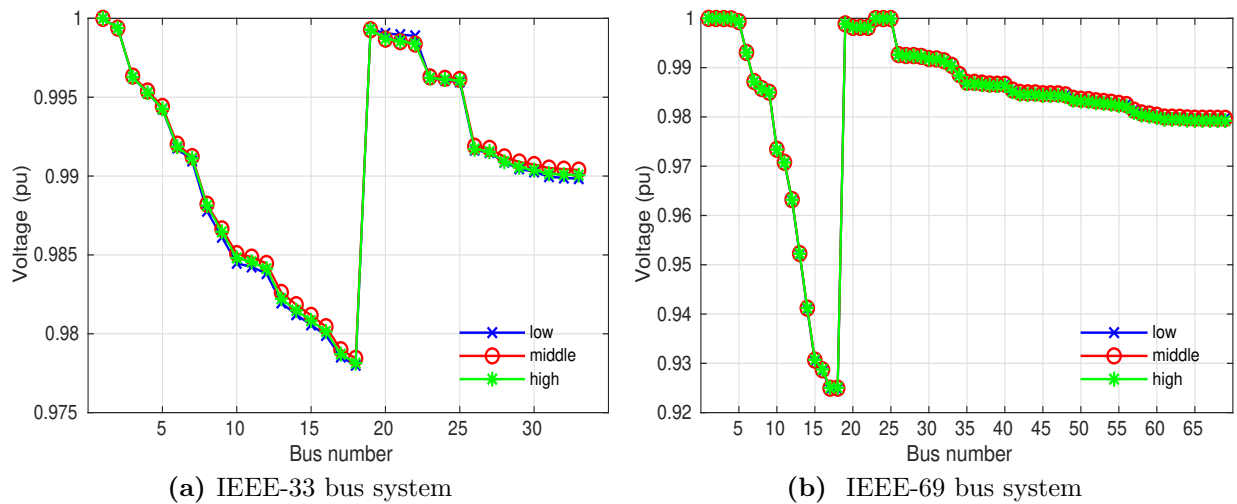 1
0.995
0.99
0.985
0.98
0.975
Voltage (pu)
5 10 15 20 25 30
Bus number
low
middle
high
(a) IEEE-33 bus system
1
0.99
0.98
0.97
0.96
0.95
0.94
0.93
0.92
Voltage (pu)
5 10 15 20 25 30 35 40 45 50 55 60 65
Bus number
low
middle
high
(b) IEEE-69 bus system